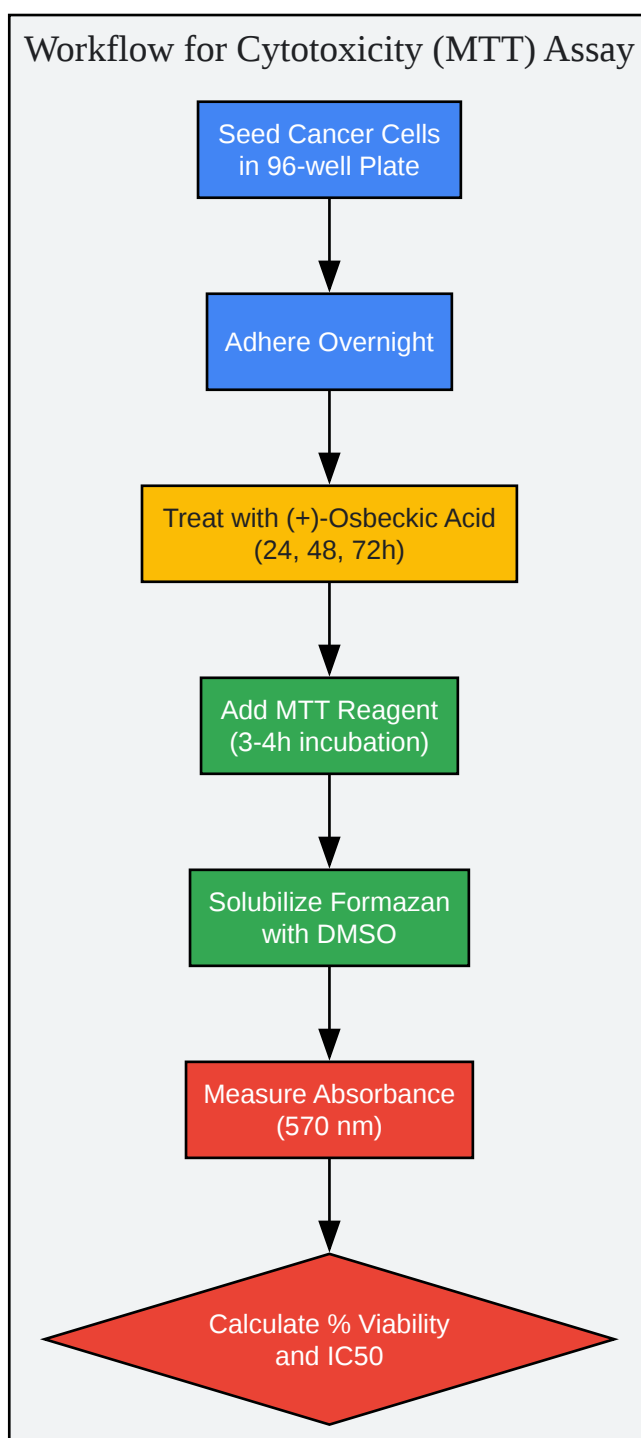 Workflow for Cytotoxicity (MTT) Assay
Seed Cancer Cells
in 96-well Plate
Adhere Overnight
Treat with (+)-Osbeckic Acid
(24, 48, 72h)
Add MTT Reagent
(3-4h incubation)
Solubilize Formazan
with DMSO
Measure Absorbance
(570 nm)
Calculate % Viability
and IC50